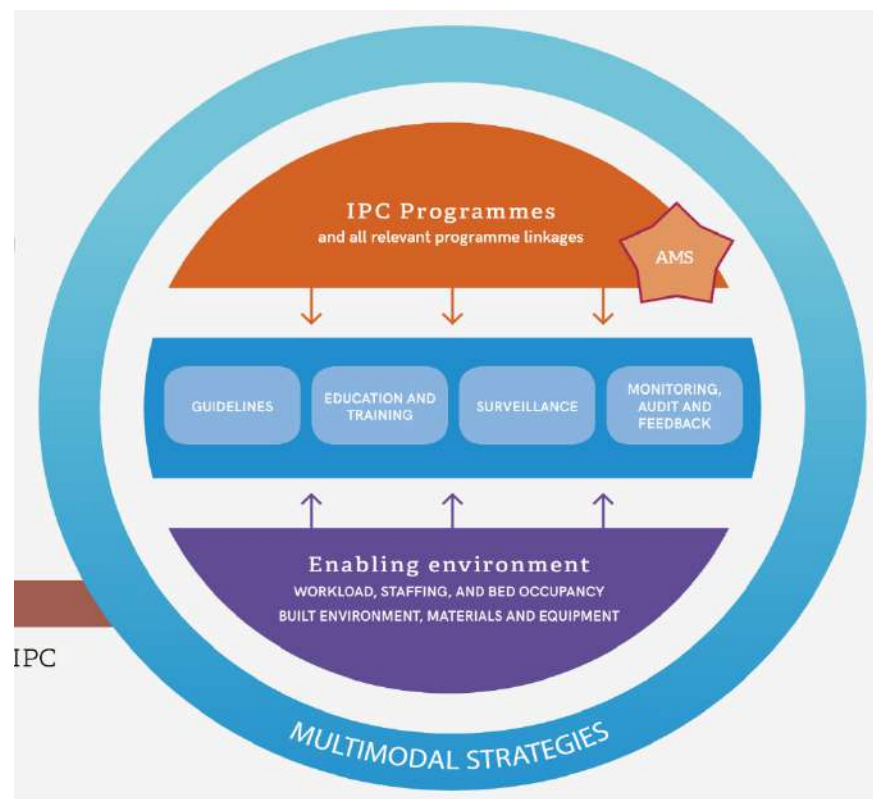 IPC Programmes
and all relevant programme linkages
AMS
GUIDELINES
EDUCATION AND
TRAINING
SURVEILLANCE
MONITORING,
AUDIT AND
FEEDBACK
Enabling environment
WORKLOAD, STAFFING, AND BED OCCUPANCY
BUILT ENVIRONMENT, MATERIALS AND EQUIPMENT
IPC
MULTIMODAL STRATEGIES